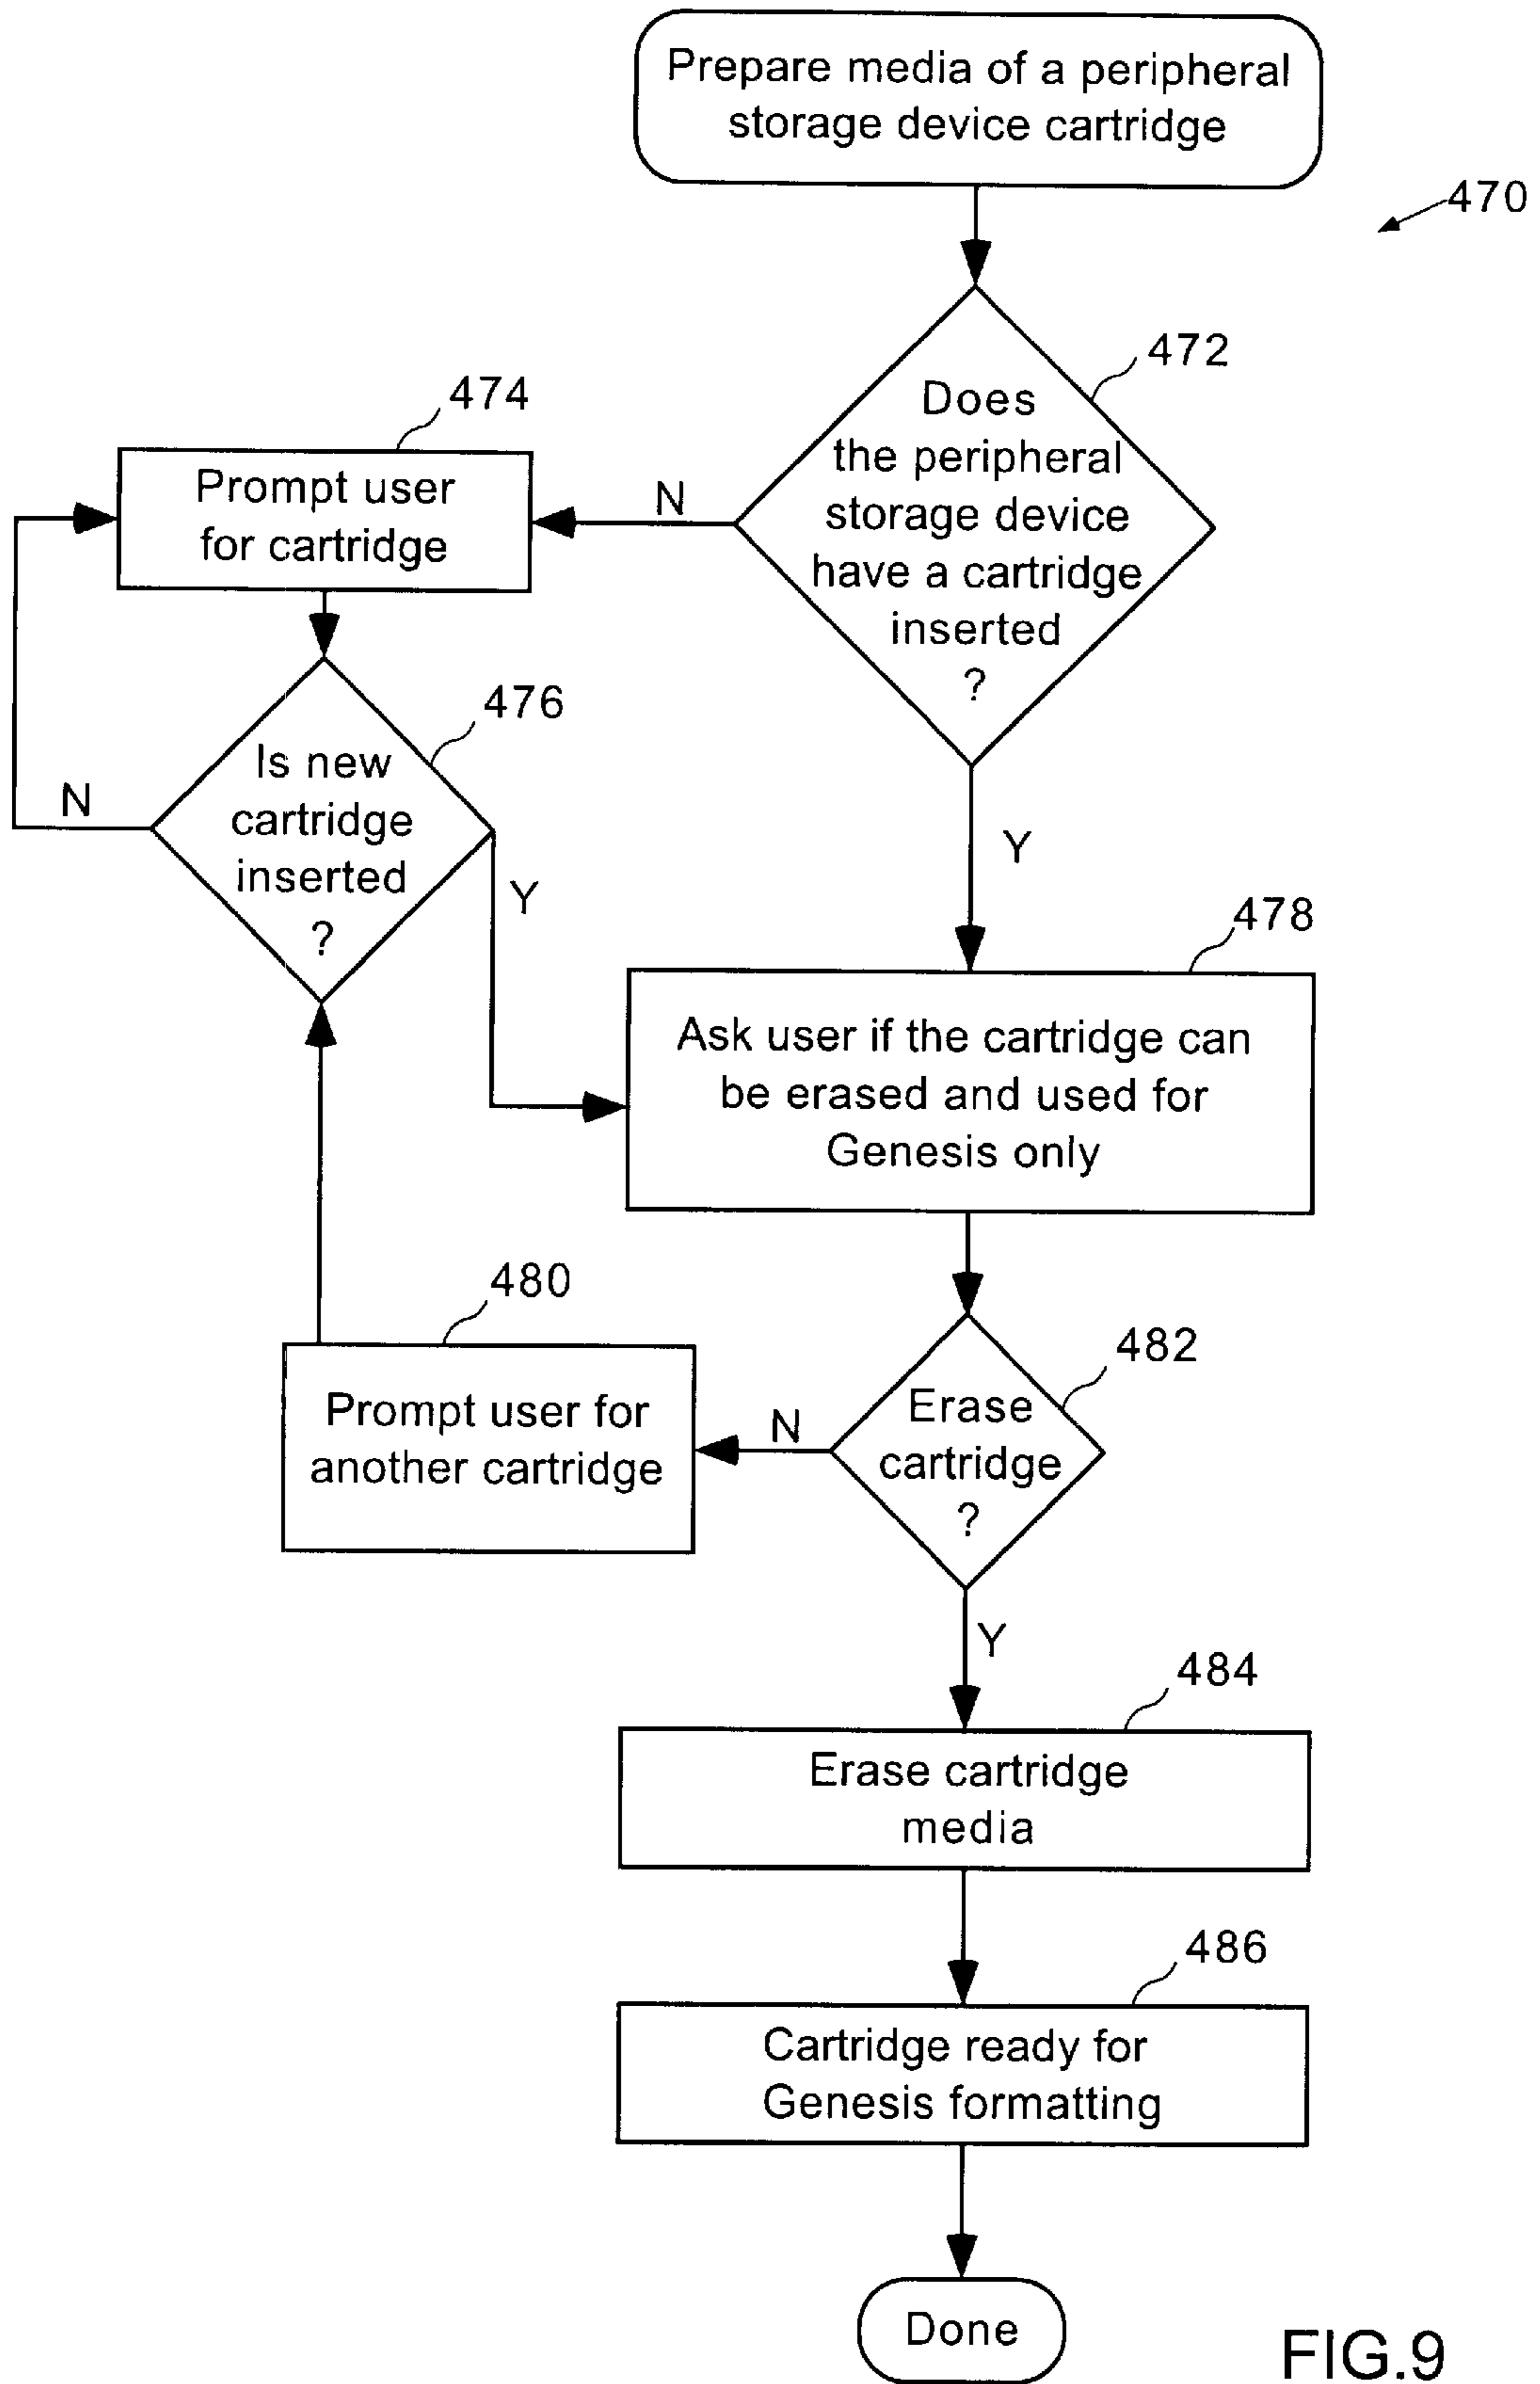 Prepare media of a peripheral
storage device cartridge
470
472
Does
the peripheral
storage device
have a cartridge
inserted
?
N
Y
474
Prompt user
for cartridge
476
Is new
cartridge
inserted
?
N
Y
478
Ask user if the cartridge can
be erased and used for
Genesis only
480
Prompt user for
another cartridge
482
Erase
cartridge
?
N
Y
484
Erase cartridge
media
486
Cartridge ready for
Genesis formatting
Done
FIG.9